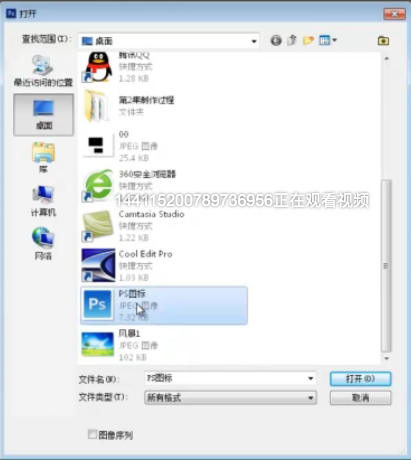 打开
查找范围(I):
桌面
最近访问的位置
桌面
库
计算机
网络
腾讯QQ
快捷方式
1.28 KB
第2集制作过程
文件夹
00
JPEG 图像
25.4 KB
360安全浏览器
快捷方式
144115200789736956正在观看视频
Camtasia Studio
快捷方式
1.22 KB
Cool Edit Pro
快捷方式
1.03 KB
Ps
PS图标
JPEG 图像
7.32 KB
风景1
JPEG 图像
102 KB
文件名(N):
PS图标
打开(O)
文件类型(T):
所有格式
取消
图像序列